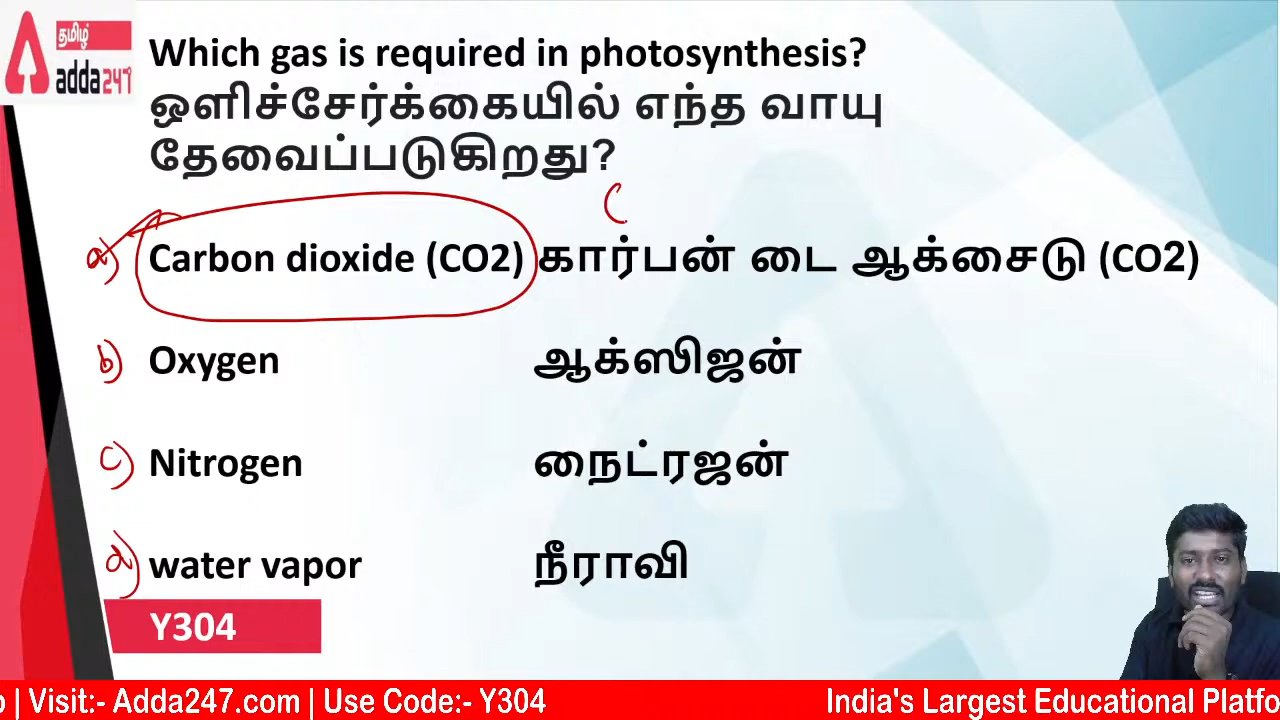 தமிழ்
adda247
Which gas is required in photosynthesis?
ஒளிச்சேர்க்கையில் எந்த வாயு
தேவைப்படுகிறது?
C
a) Carbon dioxide (CO2) கார்பன் டை ஆக்சைடு (CO2)
b) Oxygen ஆக்ஸிஜன்
c) Nitrogen நைட்ரஜன்
d) water vapor நீராவி
Y304
| Visit:- Adda247.com | Use Code:- Y304 India's Largest Educational Platfo